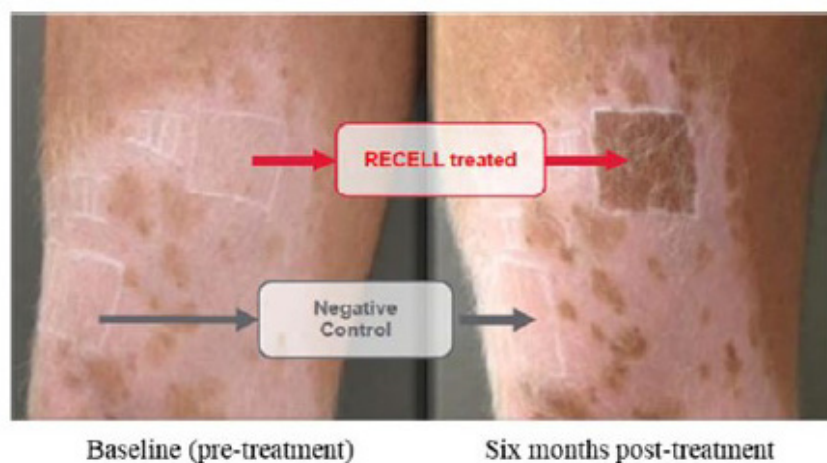 RECELL treated
Negative
Control
Baseline (pre-treatment)
Six months post-treatment